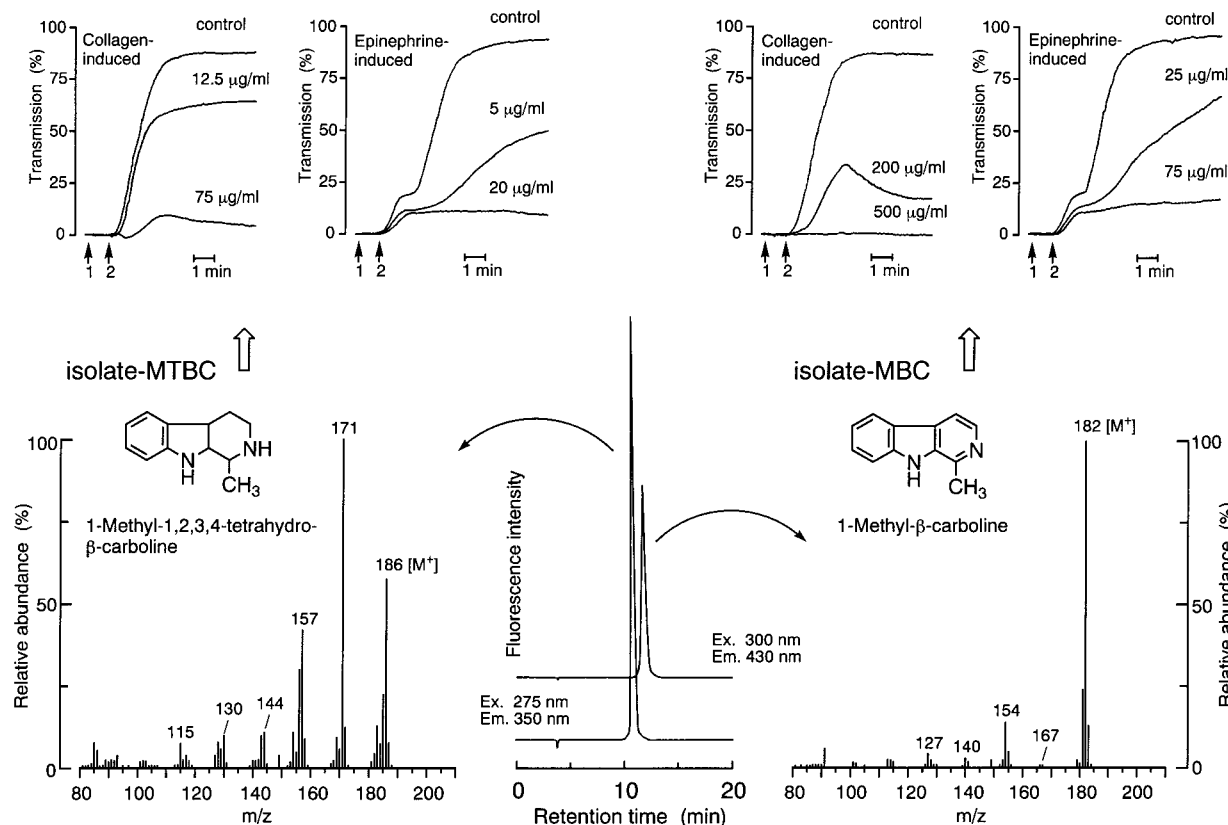 control
Collagen-
induced
12.5 μg/ml
75 μg/ml
Transmission (%)
100
75
50
25
0
1
2
1 min
control
Epinephrine-
induced
5 μg/ml
20 μg/ml
Transmission (%)
100
75
50
25
0
1
2
1 min
control
Collagen-
induced
200 μg/ml
500 μg/ml
Transmission (%)
100
75
50
25
0
1
2
1 min
control
Epinephrine-
induced
25 μg/ml
75 μg/ml
Transmission (%)
100
75
50
25
0
1
2
1 min
isolate-MTBC
NH
N
H
CH3
1-Methyl-1,2,3,4-tetrahydro-
β-carboline
171
186 [M+]
157
144
130
115
Relative abundance (%)
100
50
0
80 100 120 140 160 180 200
m/z
Fluorescence intensity
Ex. 300 nm
Em. 430 nm
Ex. 275 nm
Em. 350 nm
0 10 20
Retention time (min)
isolate-MBC
N
N
H
CH3
1-Methyl-β-carboline
182 [M+]
154
167
127
140
Relative abundance (%)
100
50
0
80 100 120 140 160 180 200
m/z